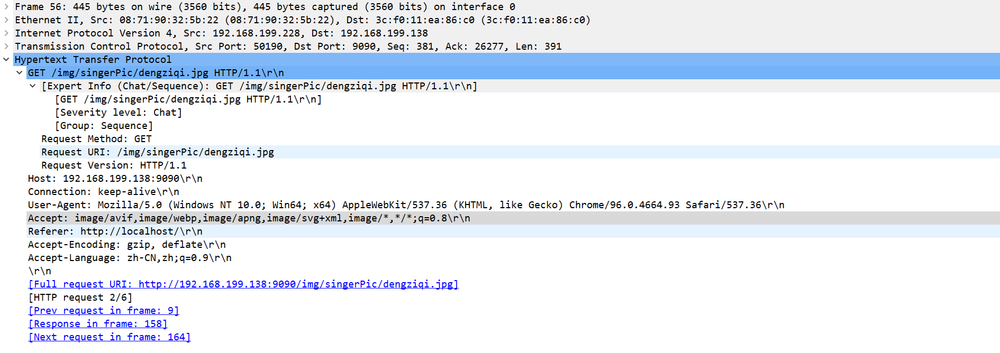 Frame 56: 445 bytes on wire (3560 bits), 445 bytes captured (3560 bits) on interface 0
Ethernet II, Src: 08:71:90:32:5b:22 (08:71:90:32:5b:22), Dst: 3c:f0:11:ea:86:c0 (3c:f0:11:ea:86:c0)
Internet Protocol Version 4, Src: 192.168.199.228, Dst: 192.168.199.138
Transmission Control Protocol, Src Port: 50190, Dst Port: 9090, Seq: 381, Ack: 26277, Len: 391
Hypertext Transfer Protocol
GET /img/singerPic/dengziqi.jpg HTTP/1.1\r\n
[Expert Info (Chat/Sequence): GET /img/singerPic/dengziqi.jpg HTTP/1.1\r\n]
[GET /img/singerPic/dengziqi.jpg HTTP/1.1\r\n]
[Severity level: Chat]
[Group: Sequence]
Request Method: GET
Request URI: /img/singerPic/dengziqi.jpg
Request Version: HTTP/1.1
Host: 192.168.199.138:9090\r\n
Connection: keep-alive\r\n
User-Agent: Mozilla/5.0 (Windows NT 10.0; Win64; x64) AppleWebKit/537.36 (KHTML, like Gecko) Chrome/96.0.4664.93 Safari/537.36\r\n
Accept: image/avif,image/webp,image/apng,image/svg+xml,image/*,*/*;q=0.8\r\n
Referer: http://localhost/\r\n
Accept-Encoding: gzip, deflate\r\n
Accept-Language: zh-CN,zh;q=0.9\r\n
\r\n
[Full request URI: http://192.168.199.138:9090/img/singerPic/dengziqi.jpg]
[HTTP request 2/6]
[Prev request in frame: 9]
[Response in frame: 158]
[Next request in frame: 164]